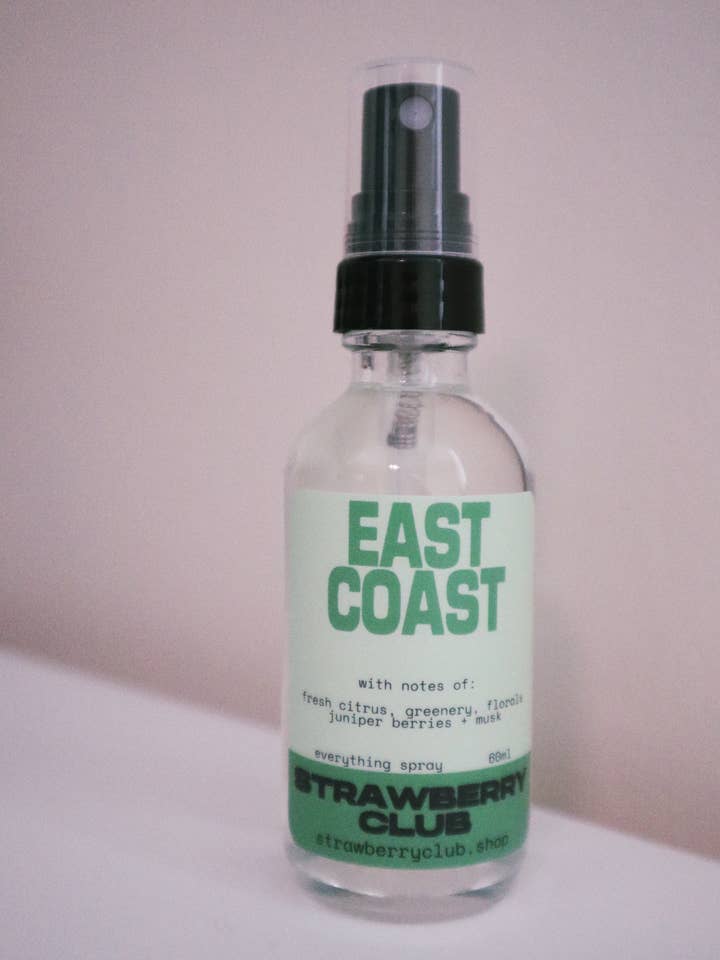 EAST
COAST
with notes of:
fresh citrus, greenery, florals
juniper berries + musk
everything spray 60ml
STRAWBERRY
CLUB
strawberryclub.shop